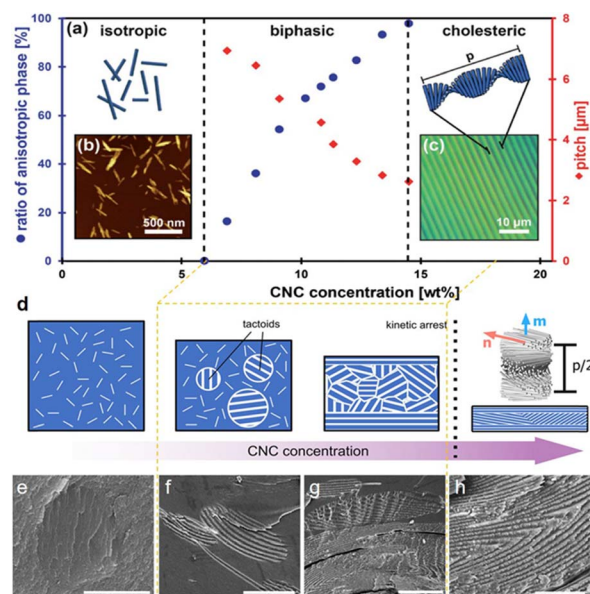 (a) isotropic biphasic cholesteric
100
80
60
40
20
0
ratio of anisotropic phase [%]
8
6
4
2
0
pitch [µm]
p
(b)
500 nm
(c)
10 µm
0 5 10 15 20
CNC concentration [wt%]
d
tactoids
kinetic arrest
m
n
p/2
CNC concentration
e f g h